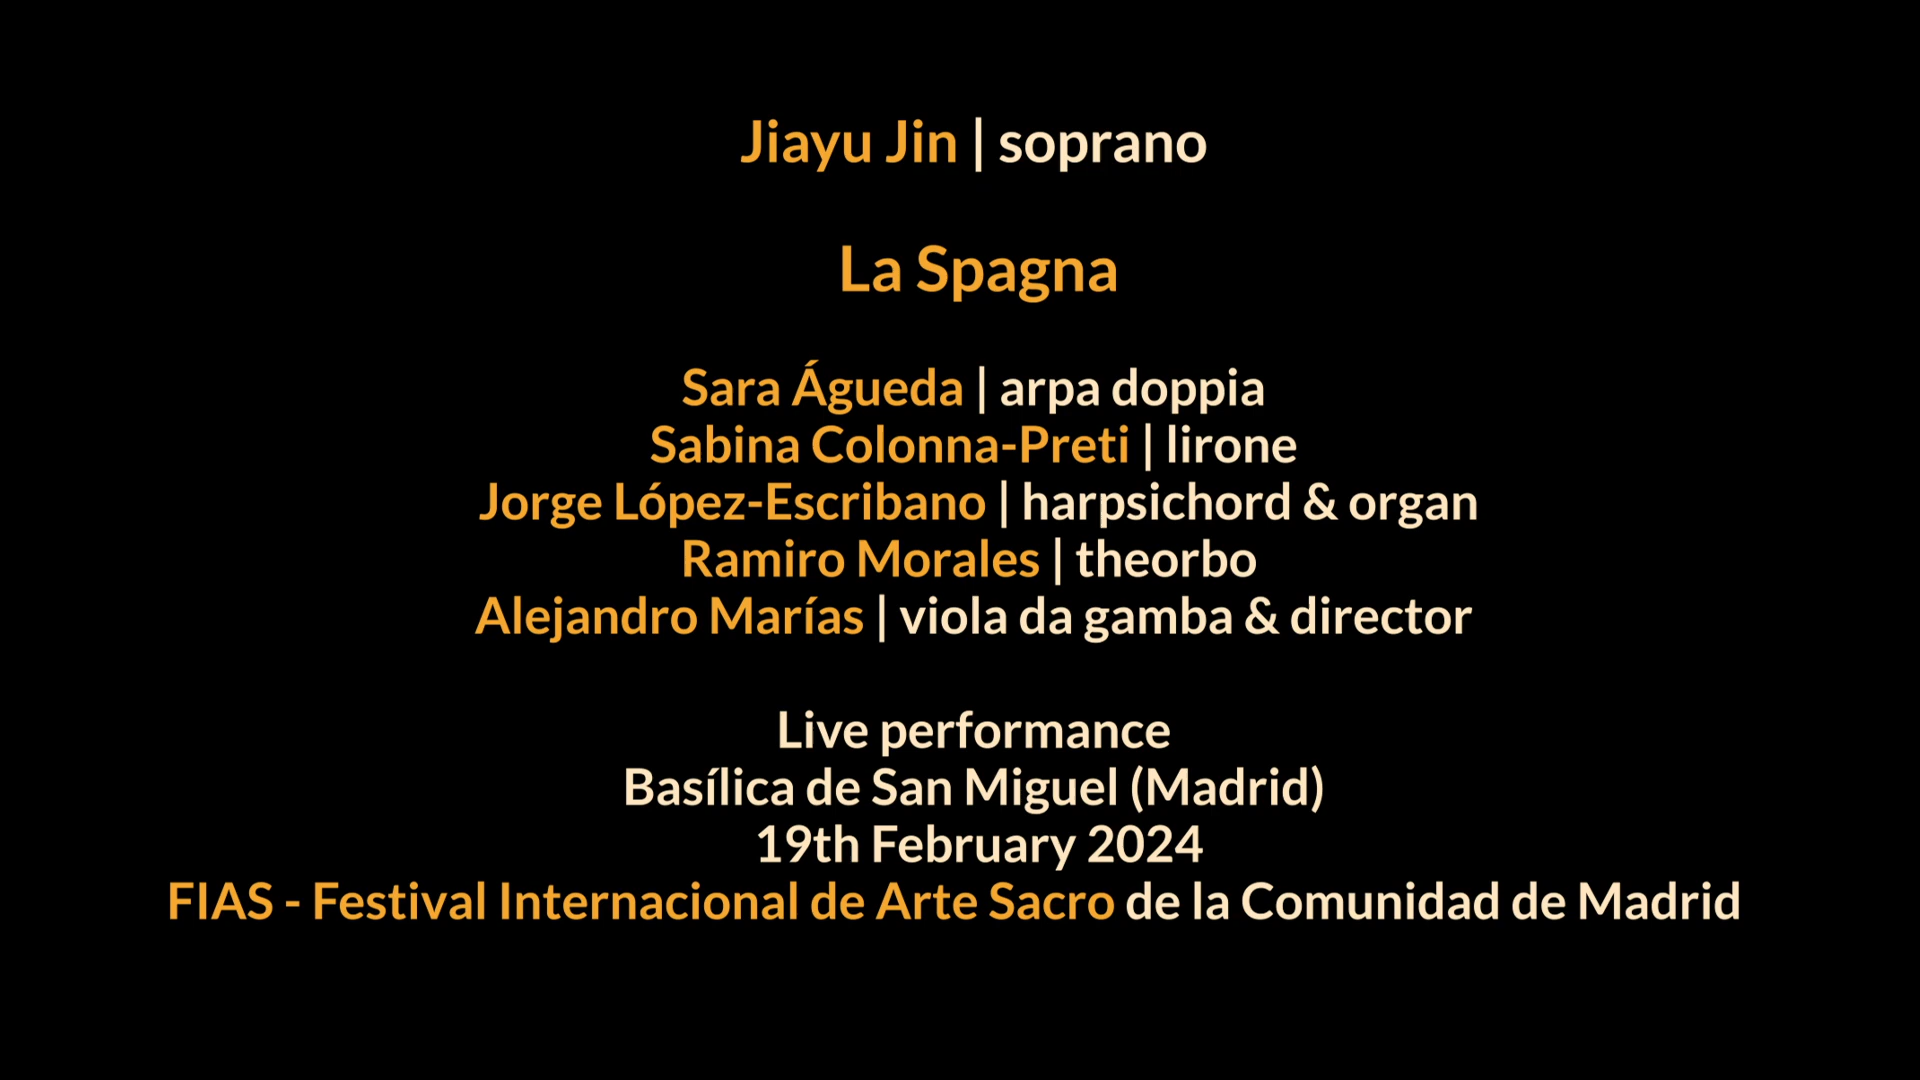 Jiayu Jin | soprano
La Spagna
Sara Águeda | arpa doppia
Sabina Colonna-Preti | lirone
Jorge López-Escribano | harpsichord & organ
Ramiro Morales | theorbo
Alejandro Marías | viola da gamba & director
Live performance
Basílica de San Miguel (Madrid)
19th February 2024
FIAS - Festival Internacional de Arte Sacro de la Comunidad de Madrid